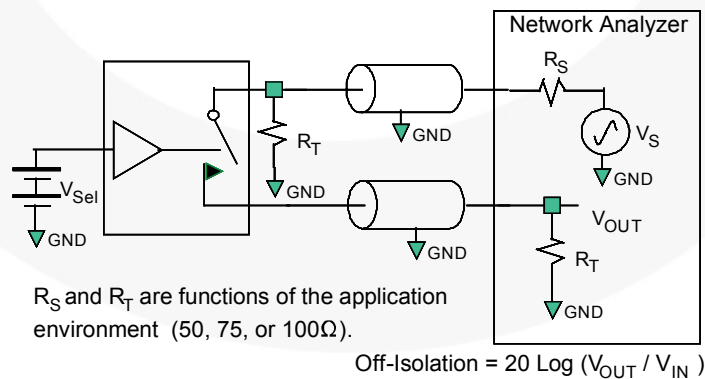 Network Analyzer
R_S
R_T
GND
V_S
GND
V_Sel
GND
GND
V_OUT
GND
R_T
GND
R_S and R_T are functions of the application
environment (50, 75, or 100Ω).
Off-Isolation = 20 Log (V_OUT / V_IN )